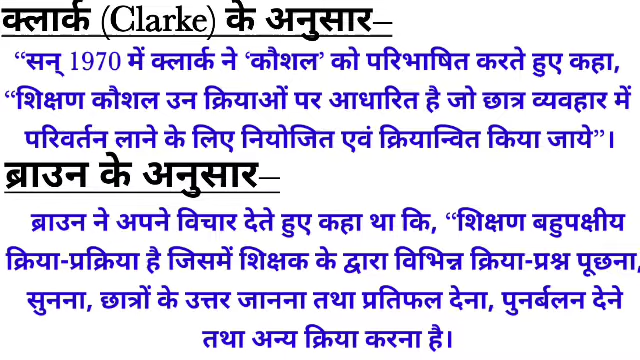 क्लार्क (Clarke) के अनुसार–
“सन् 1970 में क्लार्क ने ‘कौशल’ को परिभाषित करते हुए कहा,
“शिक्षण कौशल उन क्रियाओं पर आधारित है जो छात्र व्यवहार में
परिवर्तन लाने के लिए नियोजित एवं क्रियान्वित किया जाये”।
ब्राउन के अनुसार–
ब्राउन ने अपने विचार देते हुए कहा था कि, “शिक्षण बहुपक्षीय
क्रिया-प्रक्रिया है जिसमें शिक्षक के द्वारा विभिन्न क्रिया-प्रश्न पूछना,
सुनना, छात्रों के उत्तर जानना तथा प्रतिफल देना, पुनर्बलन देने
तथा अन्य क्रिया करना है।